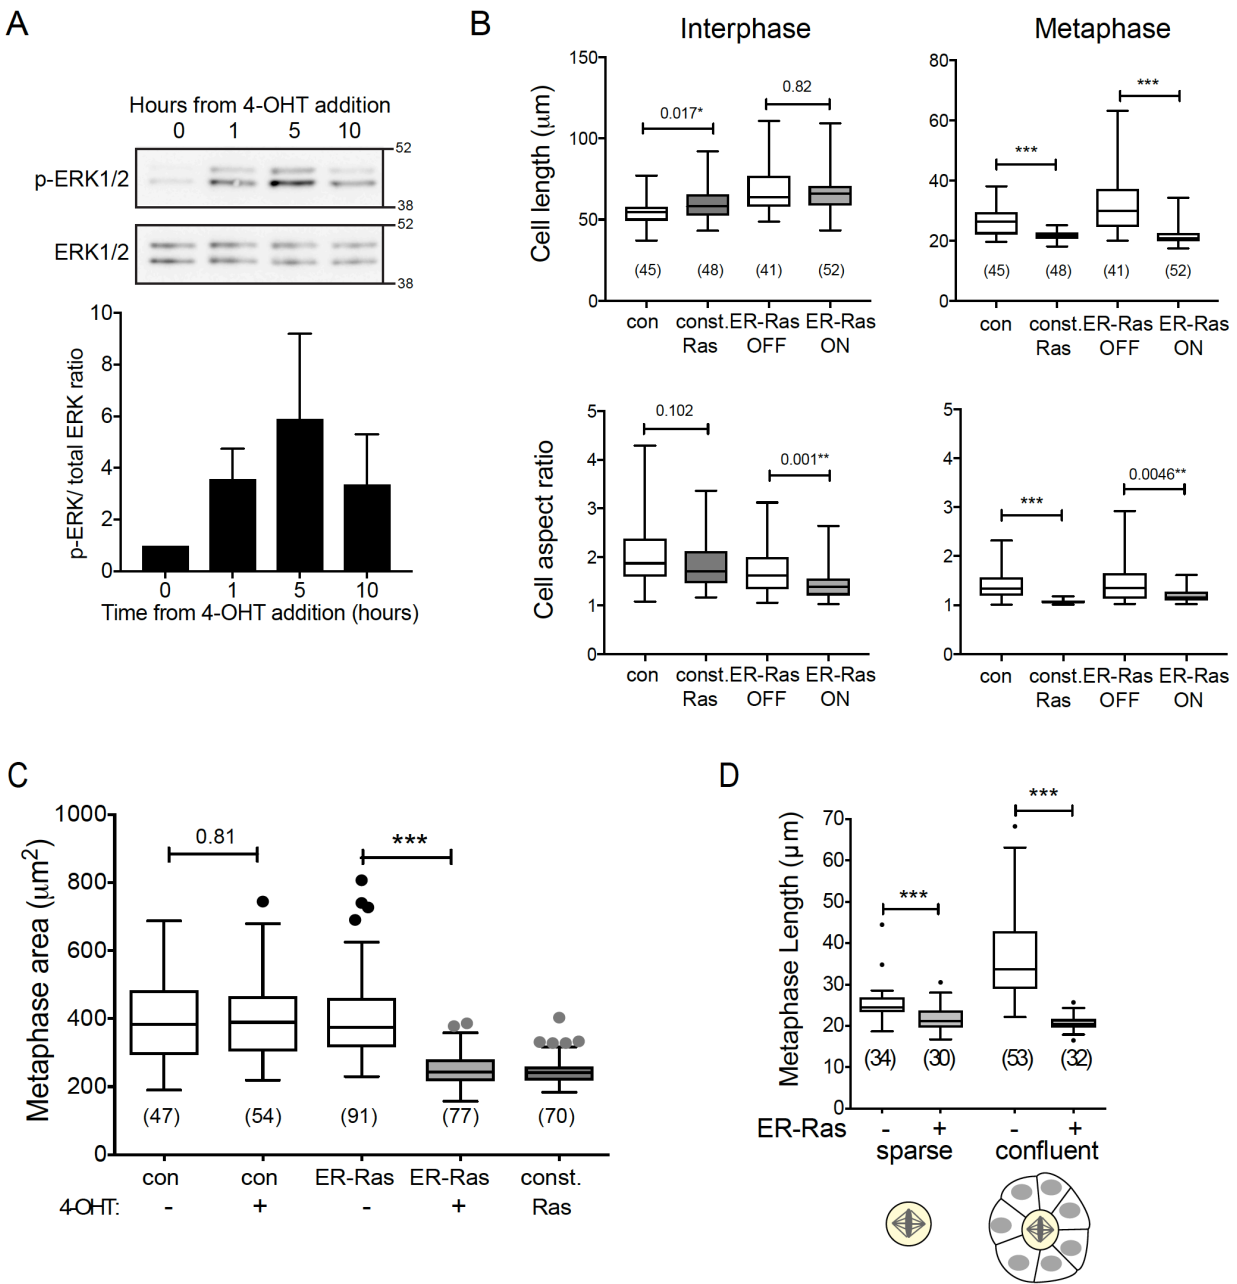 A
Hours from 4-OHT addition
0 1 5 10
p-ERK1/2
52
38
ERK1/2
52
38
p-ERK/ total ERK ratio
10
8
6
4
2
0
0 1 5 10
Time from 4-OHT addition (hours)
B
Interphase
Cell length (μm)
150
100
50
0
0.017*
0.82
(45) (48) (41) (52)
con const. ER-Ras ER-Ras
Ras OFF ON
Metaphase
80
60
40
20
0
***
***
(45) (48) (41) (52)
con const. ER-Ras ER-Ras
Ras OFF ON
Cell aspect ratio
5
4
3
2
1
0
0.102
0.001**
con const. ER-Ras ER-Ras
Ras OFF ON
5
4
3
2
1
0
***
0.0046**
con const. ER-Ras ER-Ras
Ras OFF ON
C
Metaphase area (μm2)
1000
800
600
400
200
0
0.81
***
(47) (54) (91) (77) (70)
con con ER-Ras ER-Ras const.
4-OHT: - + - + Ras
D
Metaphase Length (μm)
70
60
50
40
30
20
10
0
***
***
(34) (30) (53) (32)
ER-Ras - + - +
sparse confluent